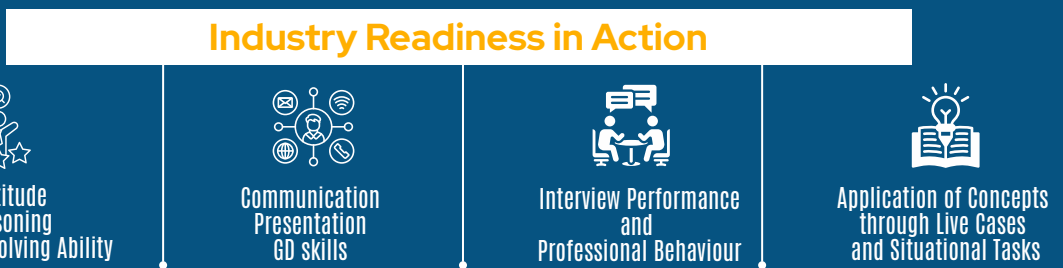 Industry Readiness in Action
Ability
Communication
Presentation
GD skills
Interview Performance
and
Professional Behaviour
Application of Concepts
through Live Cases
and Situational Tasks